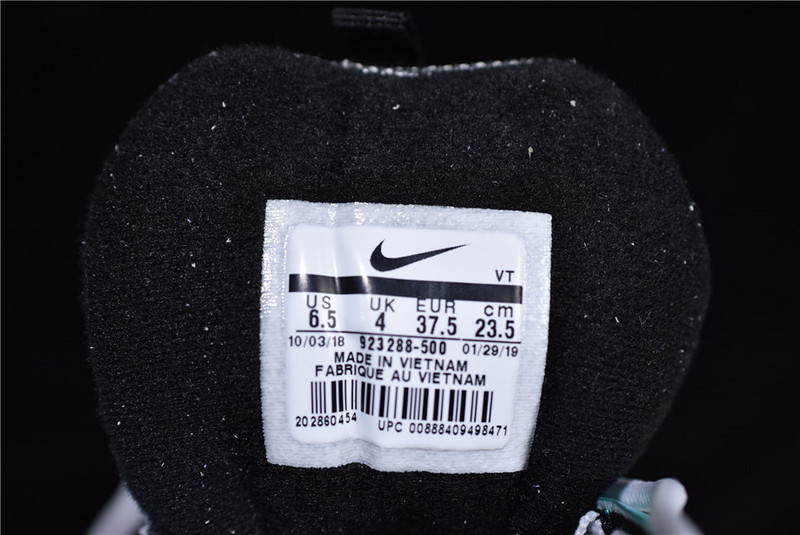 VT
US UK EUR cm
6.5 4 37.5 23.5
10/03/18 923288-500 01/29/19
MADE IN VIETNAM
FABRIQUE AU VIETNAM
202860454
UPC 00888409498471